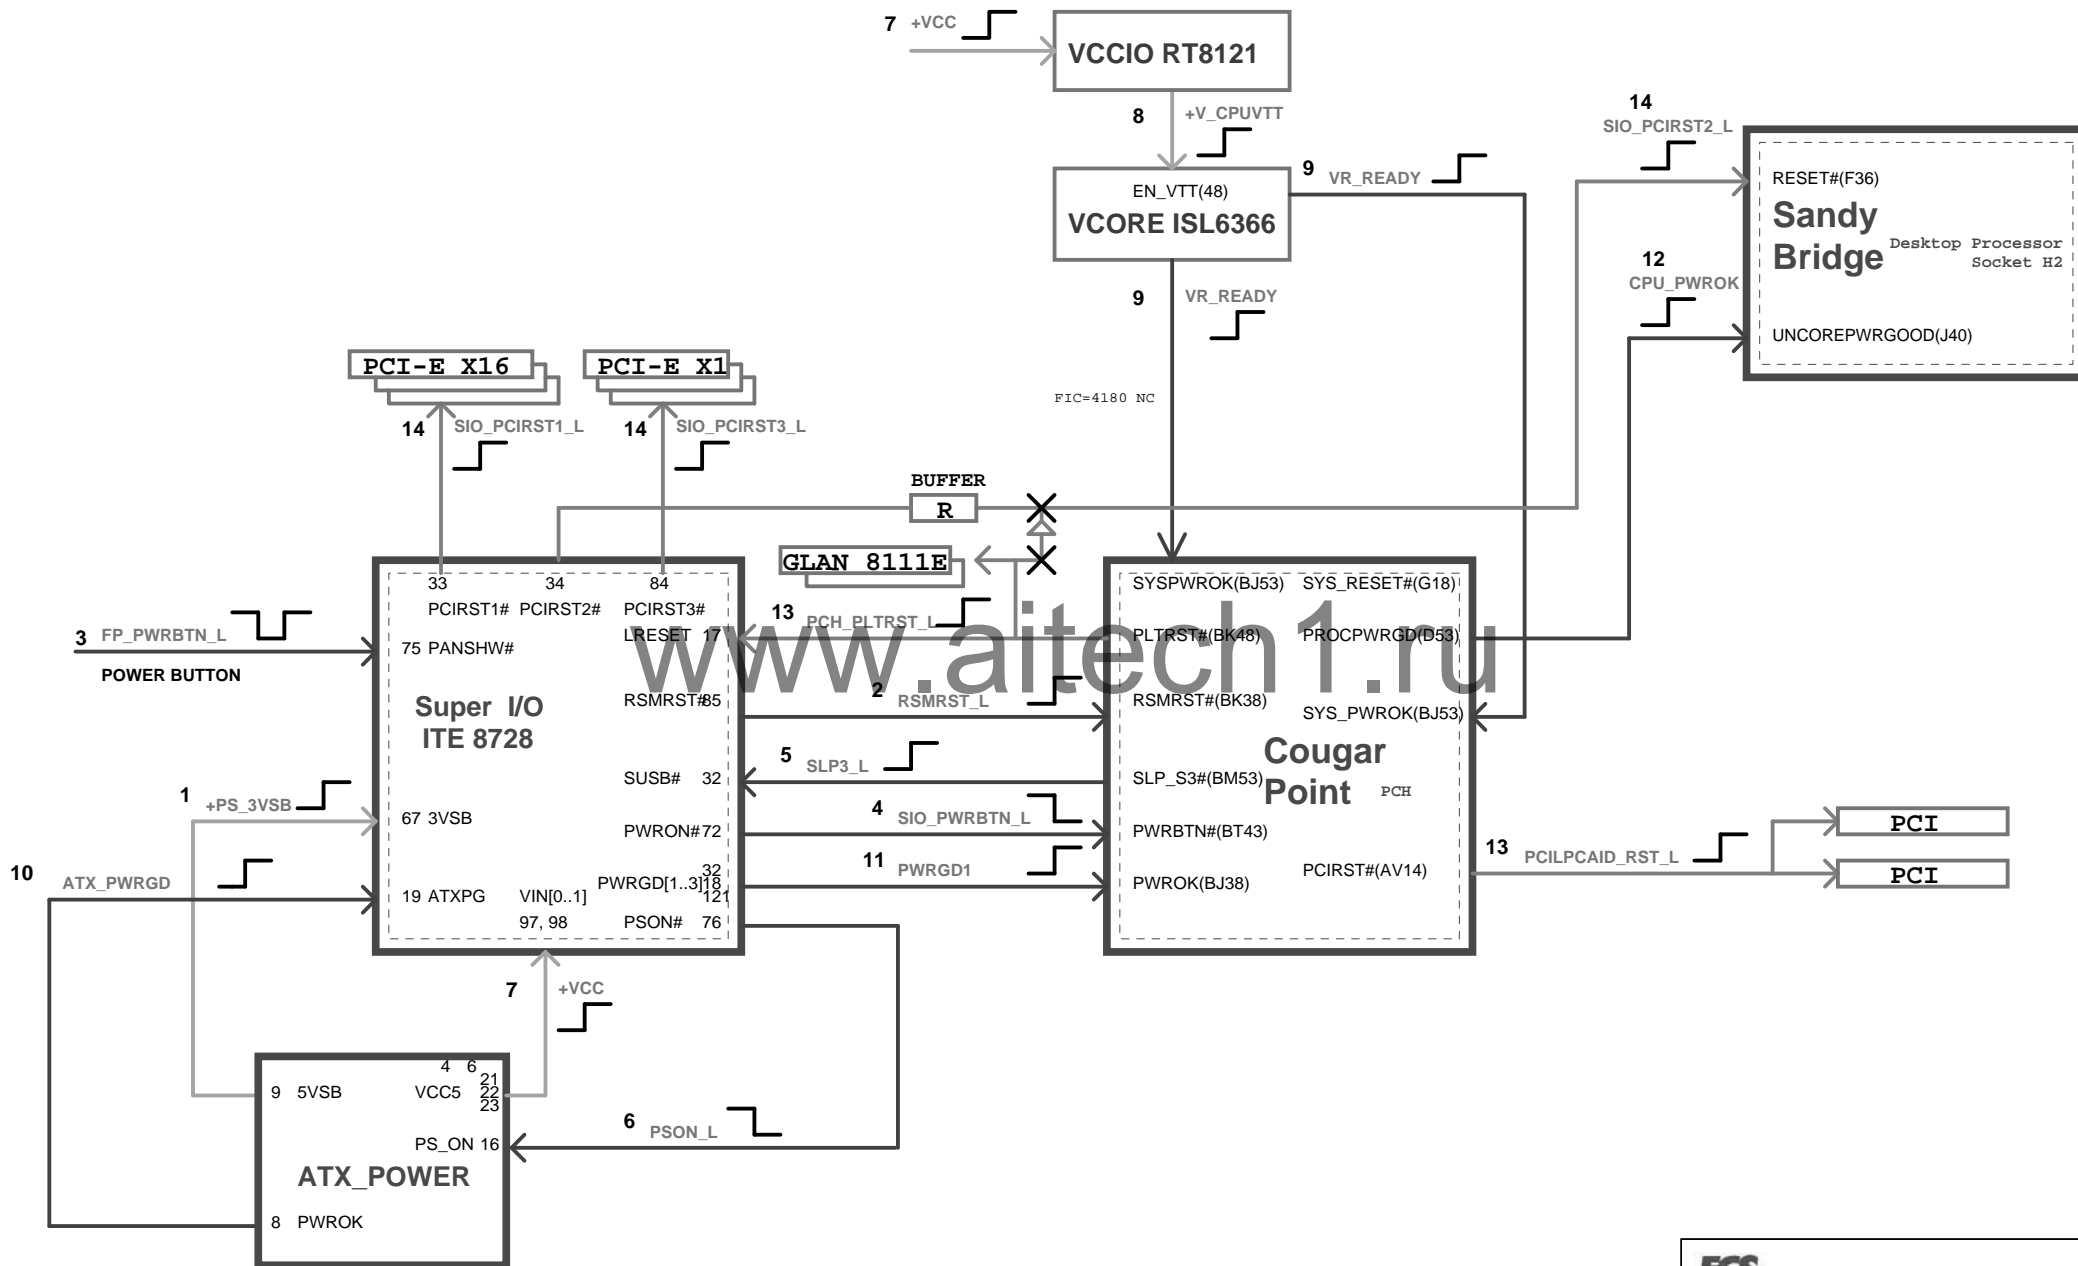 7 +VCC
VCCIO RT8121
8 +V_CPUVTT
14
SIO_PCIRST2_L
9 VR_READY
EN_VTT(48)
VCORE ISL6366
RESET#(F36)
Sandy
Bridge
Desktop Processor
Socket H2
12
CPU_PWROK
UNCOREPWRGOOD(J40)
9 VR_READY
FIC=4180 NC
PCI-E X16
PCI-E X1
14 SIO_PCIRST1_L
14 SIO_PCIRST3_L
BUFFER
R
GLAN 8111E
33 34 84
PCIRST1# PCIRST2# PCIRST3#
LRESET 17
13 PCH_PLTRST_L
SYSPWROK(BJ53) SYS_RESET#(G18)
PLTRST#(BK48) PROCPWRGD(D53)
3 FP_PWRBTN_L
POWER BUTTON
75 PANSHW#
www.aitech1.ru
Super I/O
ITE 8728
RSMRST# 85
2 RSMRST_L
RSMRST#(BK38)
SYS_PWROK(BJ53)
Cougar
Point PCH
SUSB# 32
5 SLP3_L
SLP_S3#(BM53)
1 +PS_3VSB
67 3VSB
PWRON# 72
4 SIO_PWRBTN_L
PWRBTN#(BT43)
10 ATX_PWRGD
19 ATXPG
VIN[0..1]
97, 98
32
PWRGD[1..3] 18
121
11 PWRGD1
PWROK(BJ38)
PCIRST#(AV14)
13 PCILPCAID_RST_L
PCI
PCI
PSON# 76
7 +VCC
4 6
21
9 5VSB VCC5 22
23
6 PSON_L
PS_ON 16
ATX_POWER
8 PWROK
ECS